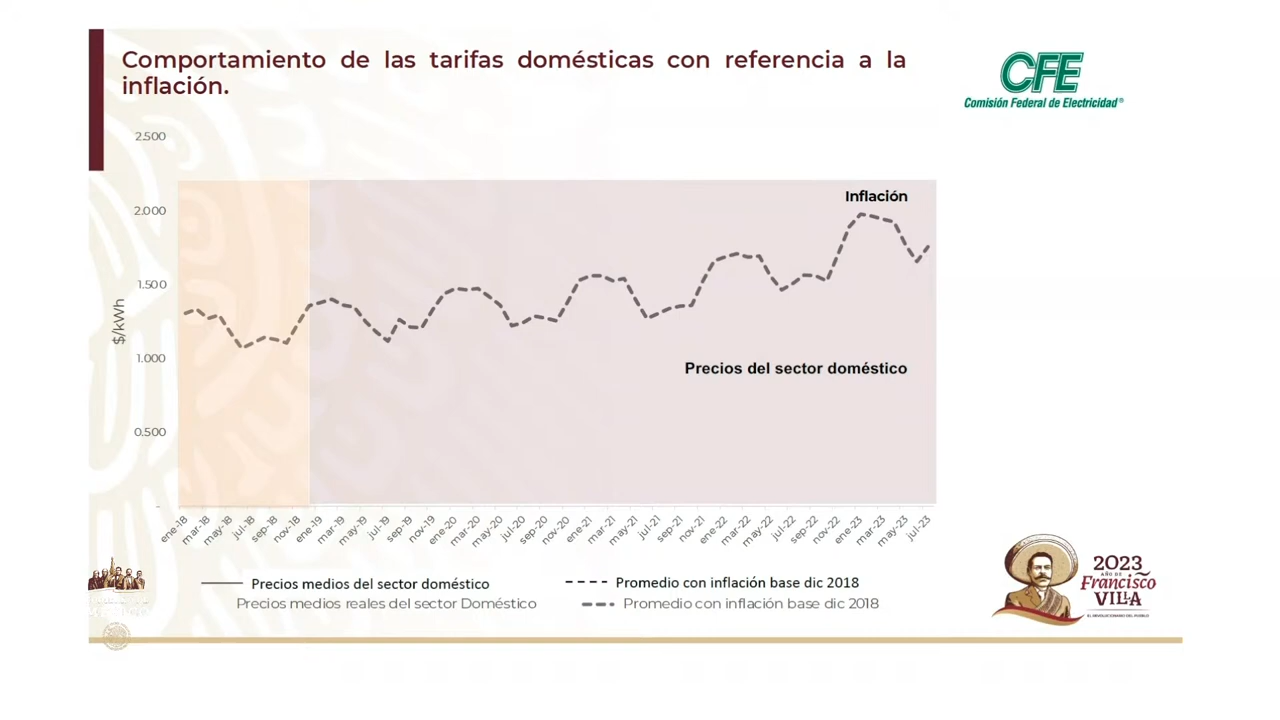 Comportamiento de las tarifas domésticas con referencia a la
inflación.
CFE
Comisión Federal de Electricidad®
2.500
2.000
1.500
1.000
0.500
-
$/kWh
Inflación
Precios del sector doméstico
ene-18 mar-18 may-18 jul-18 sep-18 nov-18 ene-19 mar-19 may-19 jul-19 sep-19 nov-19 ene-20 mar-20 may-20 jul-20 sep-20 nov-20 ene-21 mar-21 may-21 jul-21 sep-21 nov-21 ene-22 mar-22 may-22 jul-22 sep-22 nov-22 ene-23 mar-23 may-23 jul-23
Precios medios del sector doméstico
Promedio con inflación base dic 2018
Precios medios reales del sector Doméstico
Promedio con inflación base dic 2018
2023
AÑO DE
Francisco
VILLA
EL REVOLUCIONARIO DEL PUEBLO